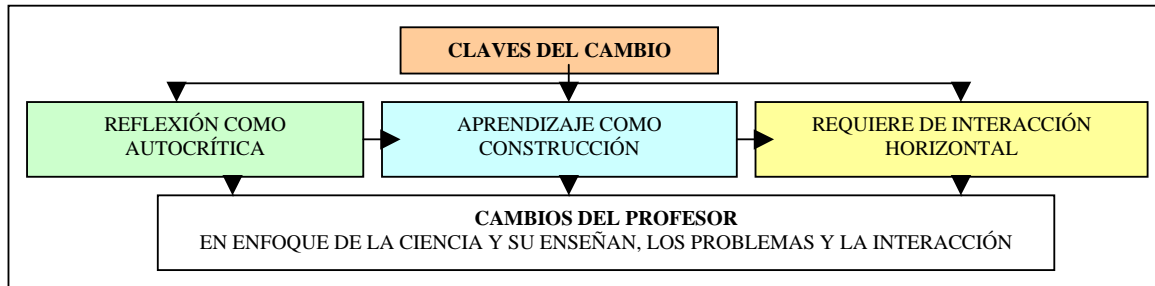 CLAVES DEL CAMBIO
REFLEXIÓN COMO
AUTOCRÍTICA
APRENDIZAJE COMO
CONSTRUCCIÓN
REQUIERE DE INTERACCIÓN
HORIZONTAL
CAMBIOS DEL PROFESOR
EN ENFOQUE DE LA CIENCIA Y SU ENSEÑAN, LOS PROBLEMAS Y LA INTERACCIÓN